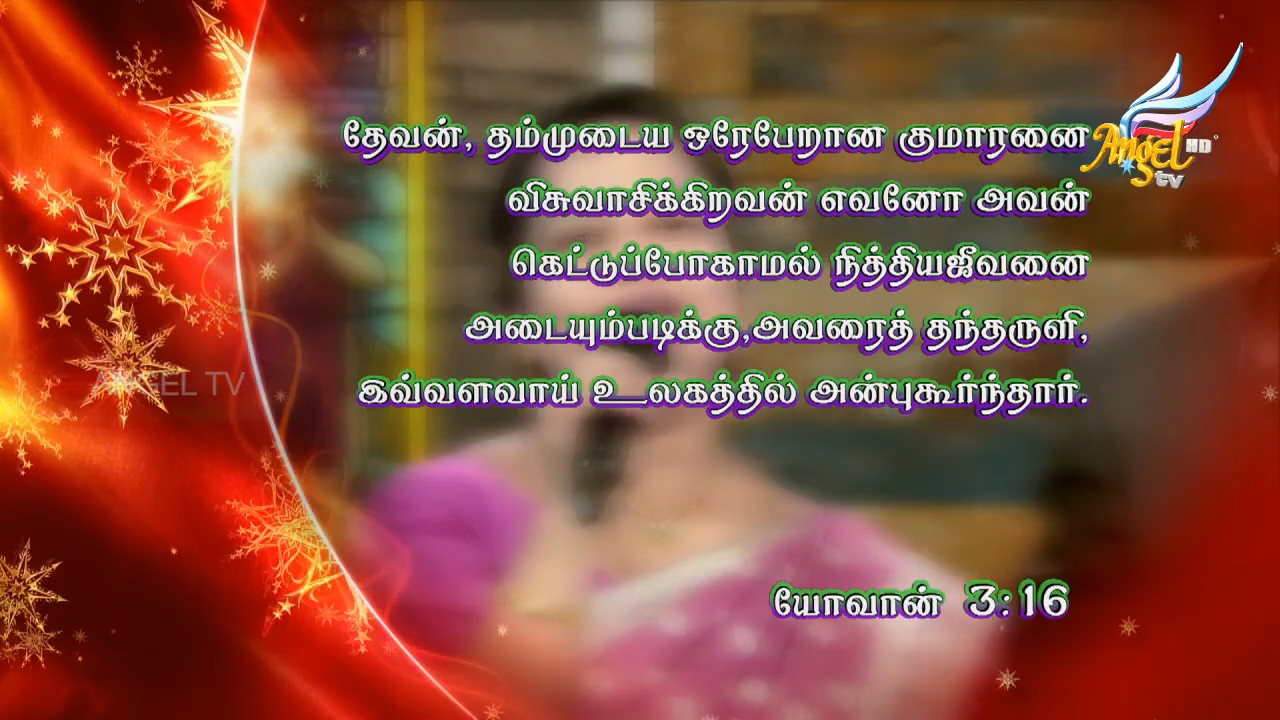 தேவன், தம்முடைய ஒரேபேறான குமாரனை
விசுவாசிக்கிறவன் எவனோ அவன்
கெட்டுப்போகாமல் நித்தியஜீவனை
அடையும்படிக்கு,அவரைத் தந்தருளி,
இவ்வளவாய் உலகத்தில் அன்புகூர்ந்தார்.
யோவான் 3:16
Angel HD
tv
ANGEL TV